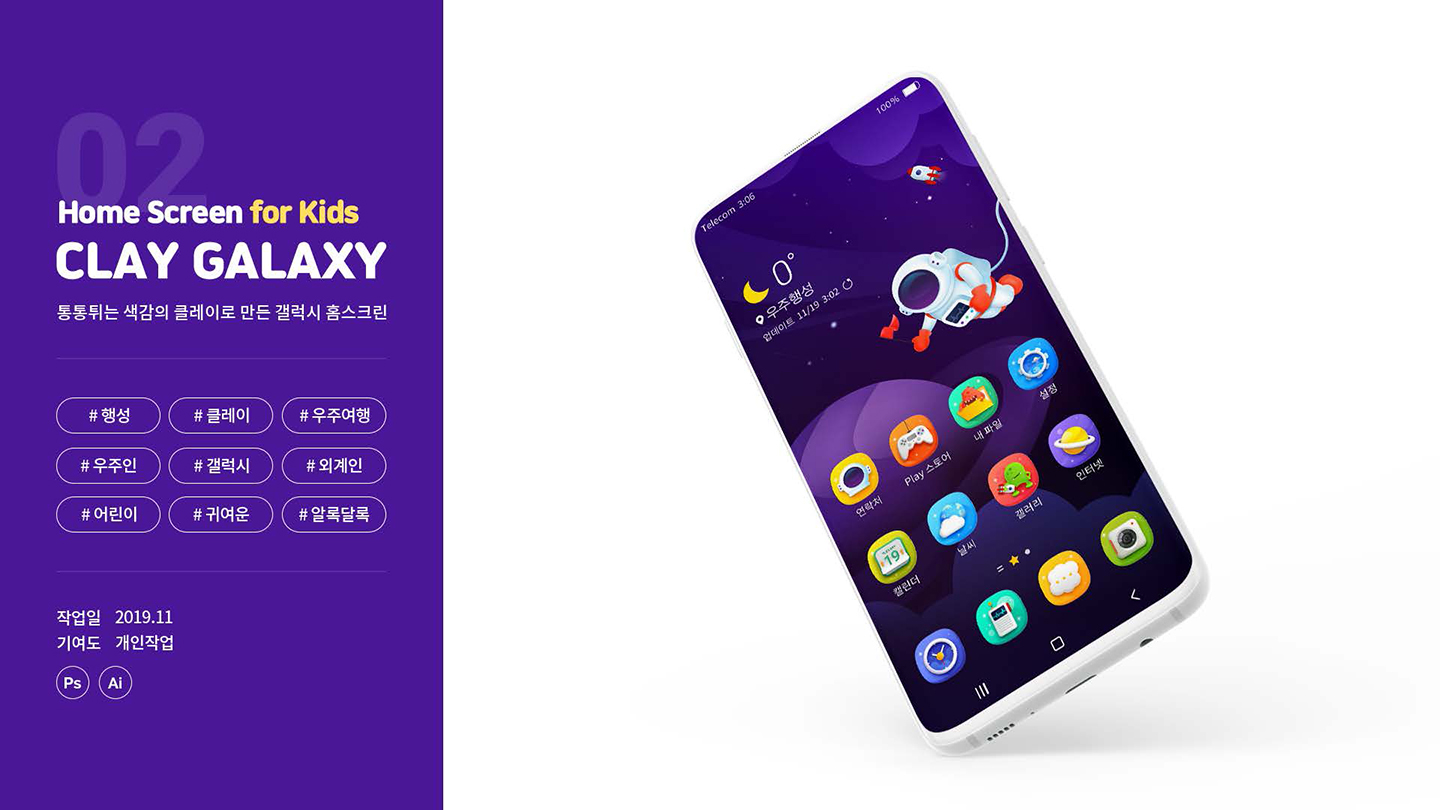 02
Home Screen for Kids
CLAY GALAXY
통통튀는 색감의 클레이로 만든 갤럭시 홈스크린
# 행성 # 클레이 # 우주여행
# 우주인 # 갤럭시 # 외계인
# 어린이 # 귀여운 # 알록달록
작업일 2019.11
기여도 개인작업
Ps Ai
Telecom 3:06 100%
0°
우주행성
업데이트 11/19 3:02
연락처 Play 스토어 내 파일 설정
19
캘린더 날씨 갤러리 인터넷